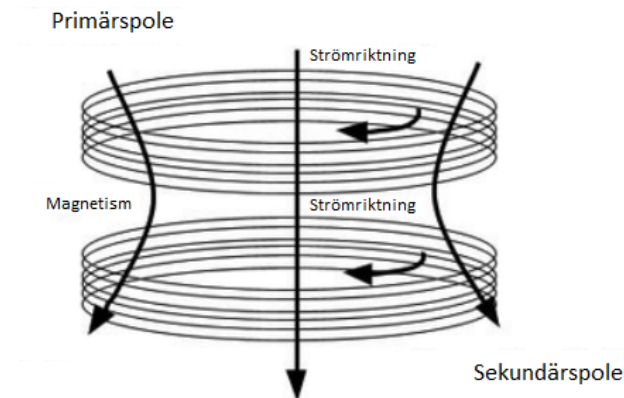 Primärspole
Strömriktning
Magnetism
Strömriktning
Sekundärspole